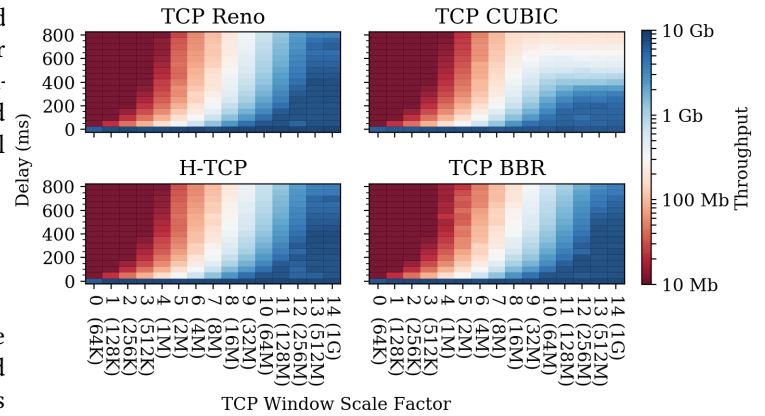 TCP Reno
TCP CUBIC
800
600
400
200
0
H-TCP
TCP BBR
800
600
400
200
0
Delay (ms)
0 (64K)
1 (128K)
2 (256K)
3 (512K)
4 (1M)
5 (2M)
6 (4M)
7 (8M)
8 (16M)
9 (32M)
10 (64M)
11 (128M)
12 (256M)
13 (512M)
14 (1G)
0 (64K)
1 (128K)
2 (256K)
3 (512K)
4 (1M)
5 (2M)
6 (4M)
7 (8M)
8 (16M)
9 (32M)
10 (64M)
11 (128M)
12 (256M)
13 (512M)
14 (1G)
TCP Window Scale Factor
10 Gb
1 Gb
100 Mb
10 Mb
Throughput